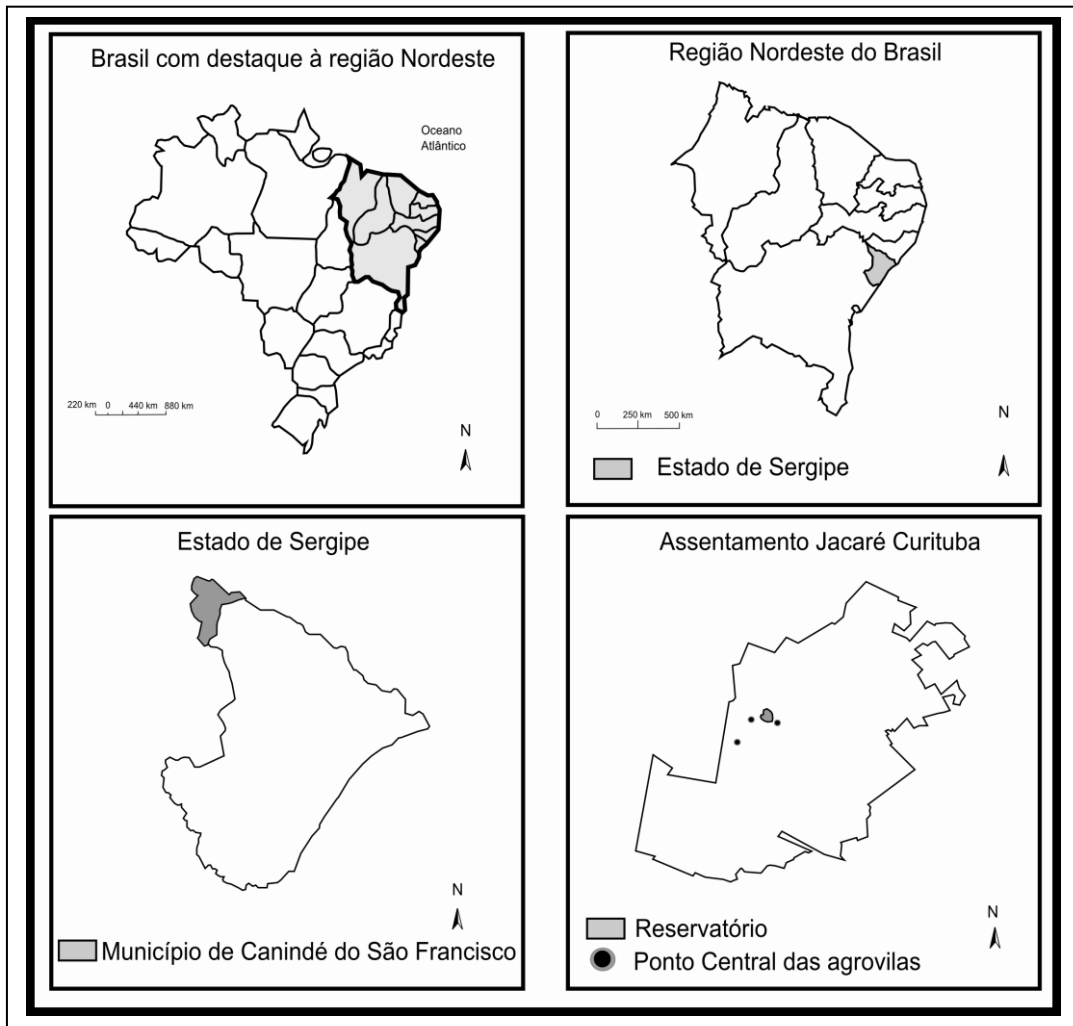 Brasil com destaque à região Nordeste
Oceano
Atlântico
220 km 0 440 km 880 km
N
Região Nordeste do Brasil
0 250 km 500 km
N
Estado de Sergipe
Estado de Sergipe
N
Município de Canindé do São Francisco
Assentamento Jacaré Curituba
N
Reservatório
Ponto Central das agrovilas